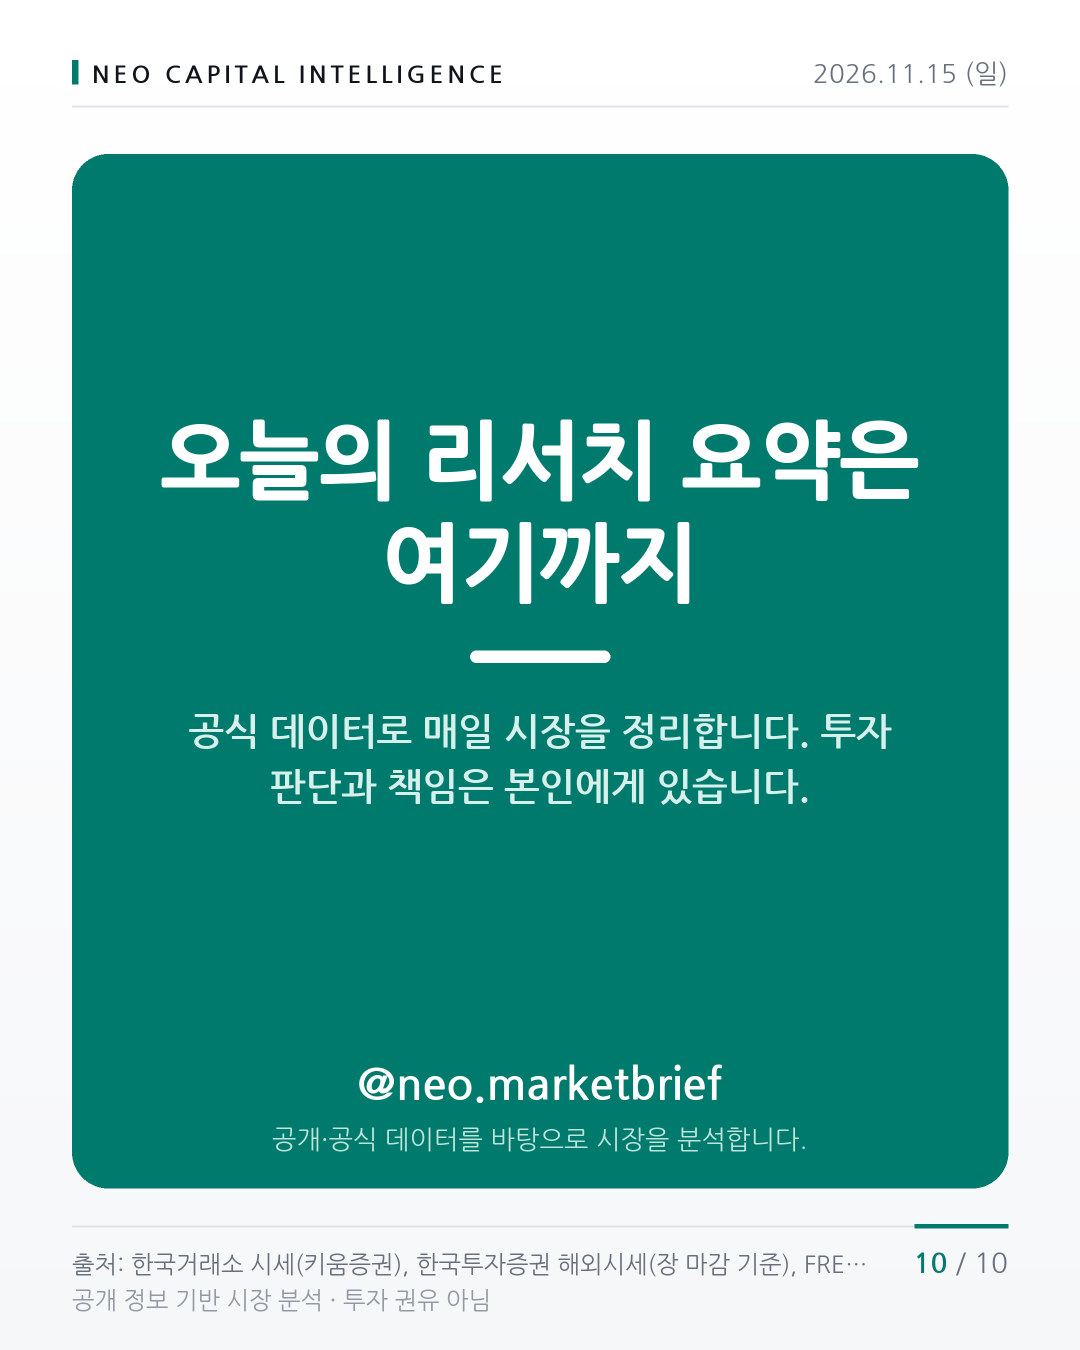 NEO CAPITAL INTELLIGENCE
2026.11.15 (일)
오늘의 리서치 요약은
여기까지
공식 데이터로 매일 시장을 정리합니다. 투자
판단과 책임은 본인에게 있습니다.
@neo.marketbrief
공개·공식 데이터를 바탕으로 시장을 분석합니다.
출처: 한국거래소 시세(키움증권), 한국투자증권 해외시세(장 마감 기준), FRE…
10 / 10
공개 정보 기반 시장 분석 · 투자 권유 아님